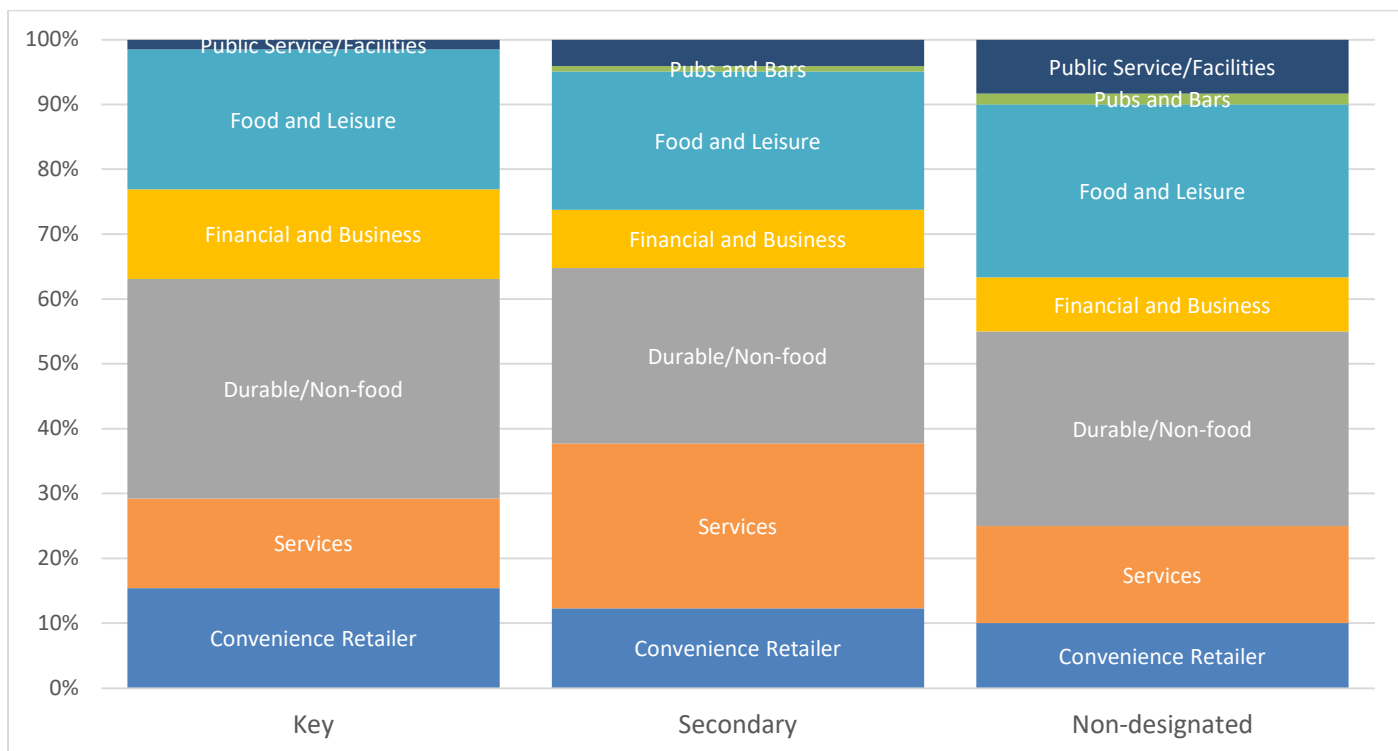 100%
90%
80%
70%
60%
50%
40%
30%
20%
10%
0%
Public Service/Facilities
Food and Leisure
Financial and Business
Durable/Non-food
Services
Convenience Retailer
Pubs and Bars
Food and Leisure
Financial and Business
Durable/Non-food
Services
Convenience Retailer
Public Service/Facilities
Pubs and Bars
Food and Leisure
Financial and Business
Durable/Non-food
Services
Convenience Retailer
Key
Secondary
Non-designated